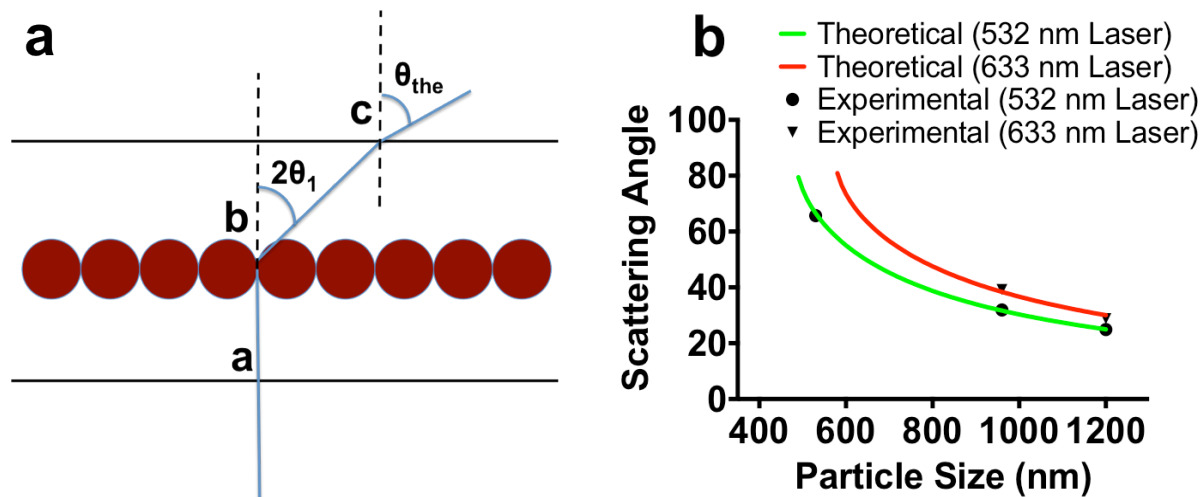 a
θthe
c
2θ1
b
a
b
Theoretical (532 nm Laser)
Theoretical (633 nm Laser)
Experimental (532 nm Laser)
Experimental (633 nm Laser)
Scattering Angle
100
80
60
40
20
0
400 600 800 1000 1200
Particle Size (nm)